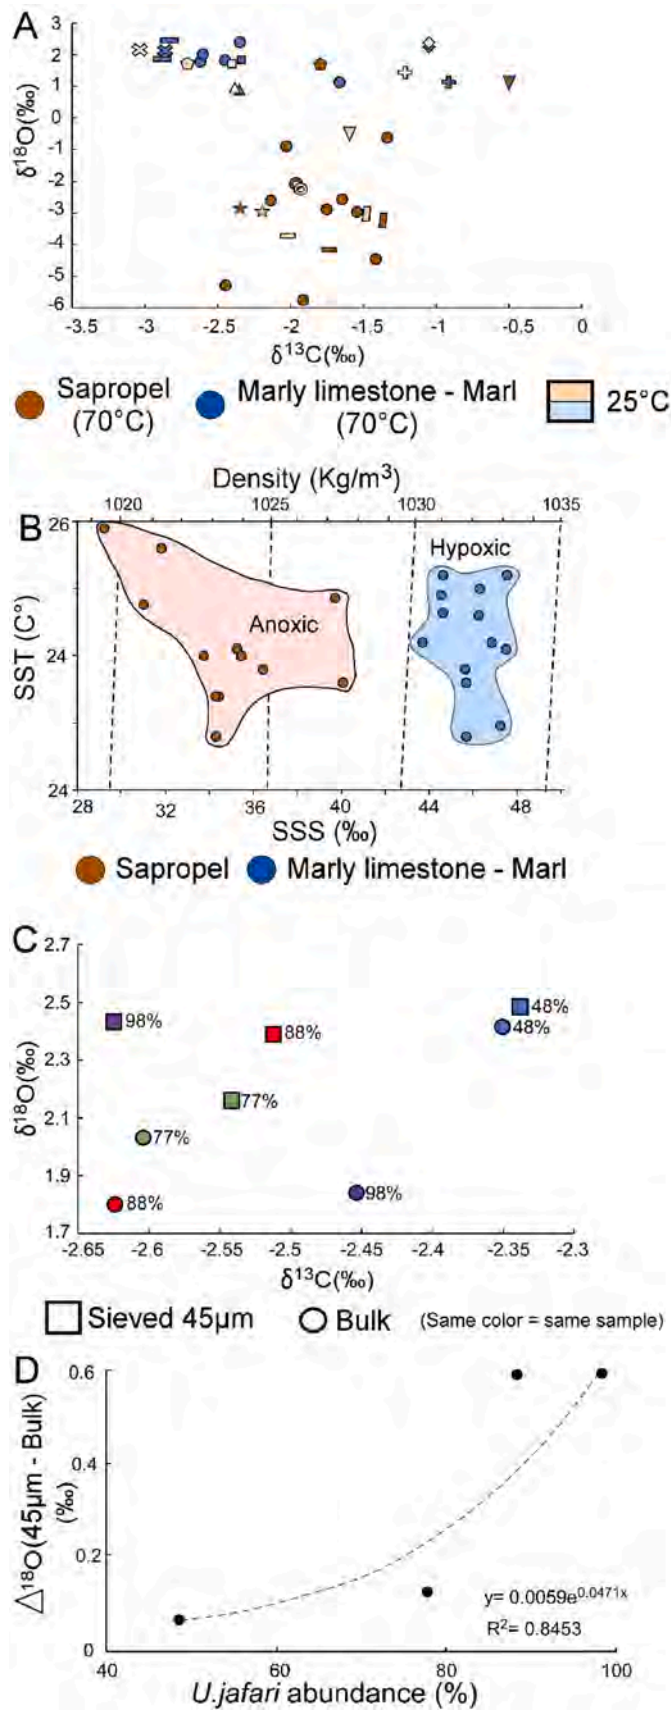 A
3
2
1
0
-1
-2
-3
-4
-5
-6
δ18O(‰)
-3.5 -3 -2.5 -2 -1.5 -1 -0.5 0
δ13C(‰)
Sapropel (70°C)
Marly limestone - Marl (70°C)
25°C
Density (Kg/m3)
1020 1025 1030 1035
B
26
24
24
SST (C°)
Hypoxic
Anoxic
28 32 36 40 44 48
SSS (‰)
Sapropel Marly limestone - Marl
C
2.7
2.5
2.3
2.1
1.9
1.7
δ18O(‰)
98%
88%
48%
48%
77%
77%
88%
98%
-2.65 -2.6 -2.55 -2.5 -2.45 -2.4 -2.35 -2.3
δ13C(‰)
Sieved 45µm Bulk (Same color = same sample)
D
0.6
0.4
0.2
0
△18O(45µm - Bulk)
(‰)
y= 0.0059e0.0471x
R2= 0.8453
40 60 80 100
U.jafari abundance (%)